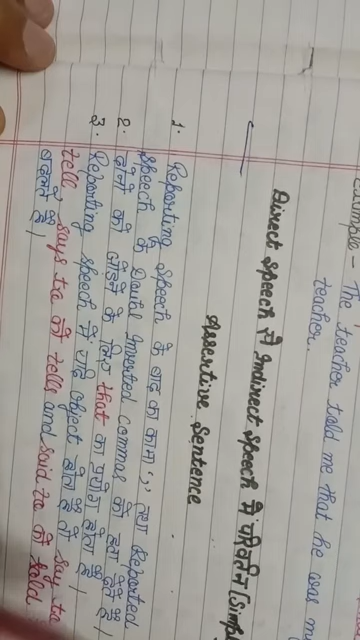 Example - The teacher told me that he was my
teacher.
Direct speech से Indirect speech में परिवर्तन [Simple
Assertive Sentence
1. Reporting speech के बाद का कामा ',' तथा Reported
speech के Double Inverted Commas को हटा देते हैं।
2. दोनों को जोड़ने के लिए that का प्रयोग होता है।
3. Reporting speech में यदि object होता है तो say to
tell, says to को tells and said to को told
बदलते हैं।